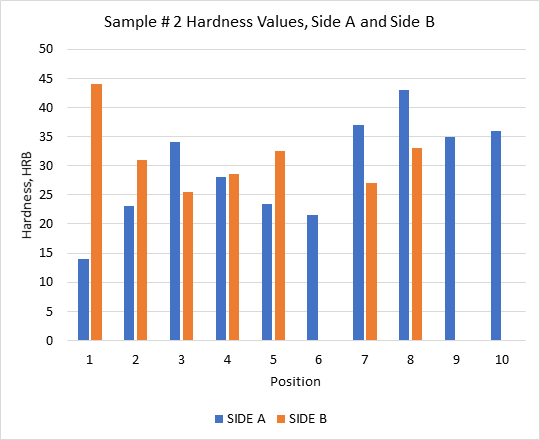 Sample # 2 Hardness Values, Side A and Side B
50
45
40
35
30
25
20
15
10
5
0
Hardness, HRB
1 2 3 4 5 6 7 8 9 10
Position
SIDE A SIDE B